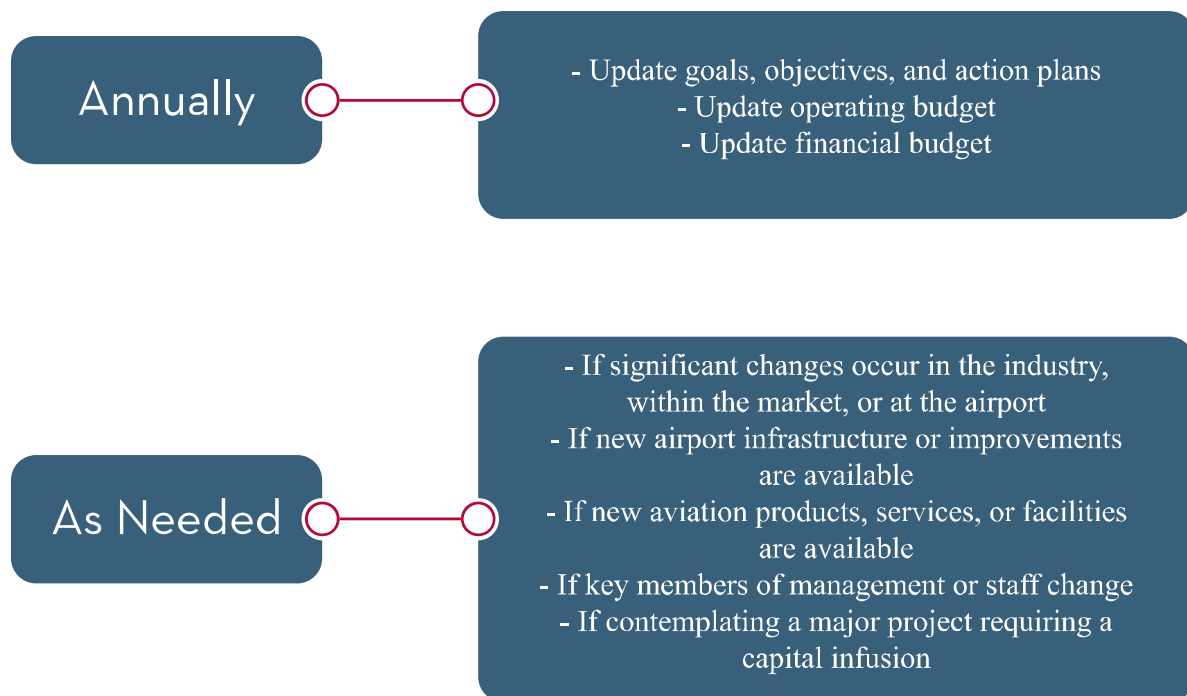 Annually
- Update goals, objectives, and action plans
- Update operating budget
- Update financial budget
As Needed
- If significant changes occur in the industry,
within the market, or at the airport
- If new airport infrastructure or improvements
are available
- If new aviation products, services, or facilities
are available
- If key members of management or staff change
- If contemplating a major project requiring a
capital infusion